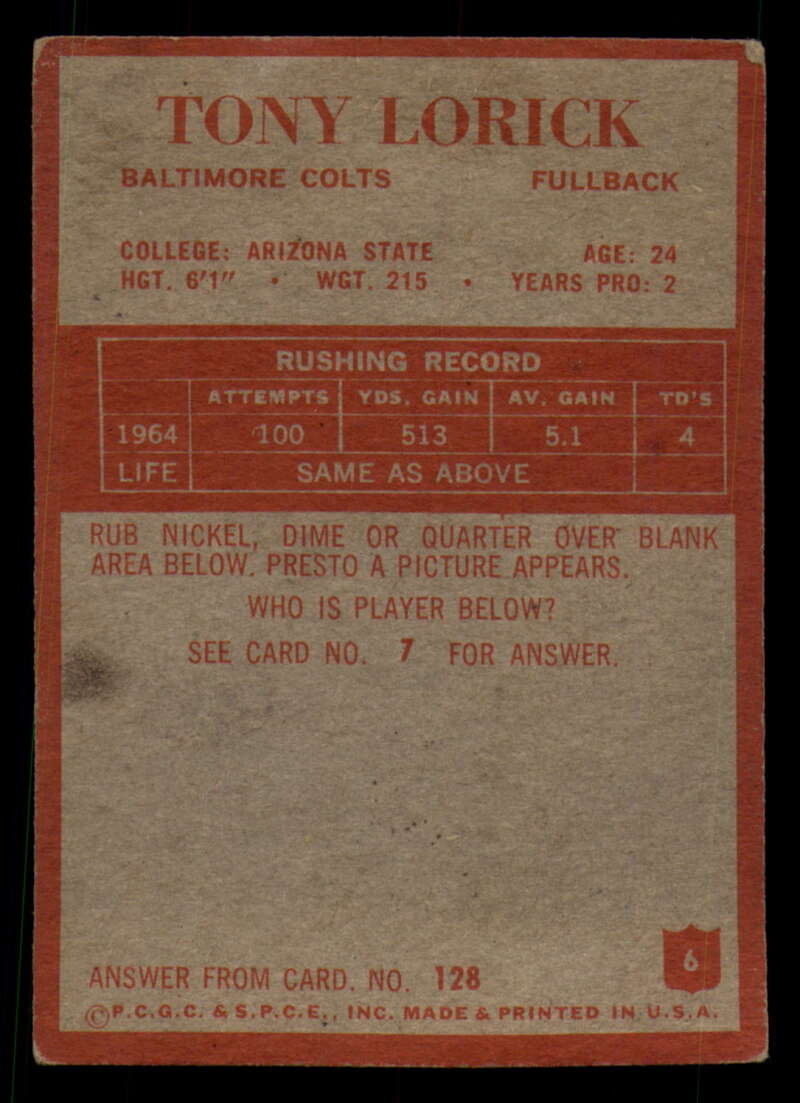 TONY LORICK
BALTIMORE COLTS FULLBACK
COLLEGE: ARIZONA STATE AGE: 24
HGT. 6'1" • WGT. 215 • YEARS PRO: 2
RUSHING RECORD
ATTEMPTS YDS. GAIN AV. GAIN TD'S
1964 100 513 5.1 4
LIFE SAME AS ABOVE
RUB NICKEL, DIME OR QUARTER OVER BLANK
AREA BELOW. PRESTO A PICTURE APPEARS.
WHO IS PLAYER BELOW?
SEE CARD NO. 7 FOR ANSWER.
6
ANSWER FROM CARD. NO. 128
©P.C.G.C. & S.P.C.E., INC. MADE & PRINTED IN U.S.A.